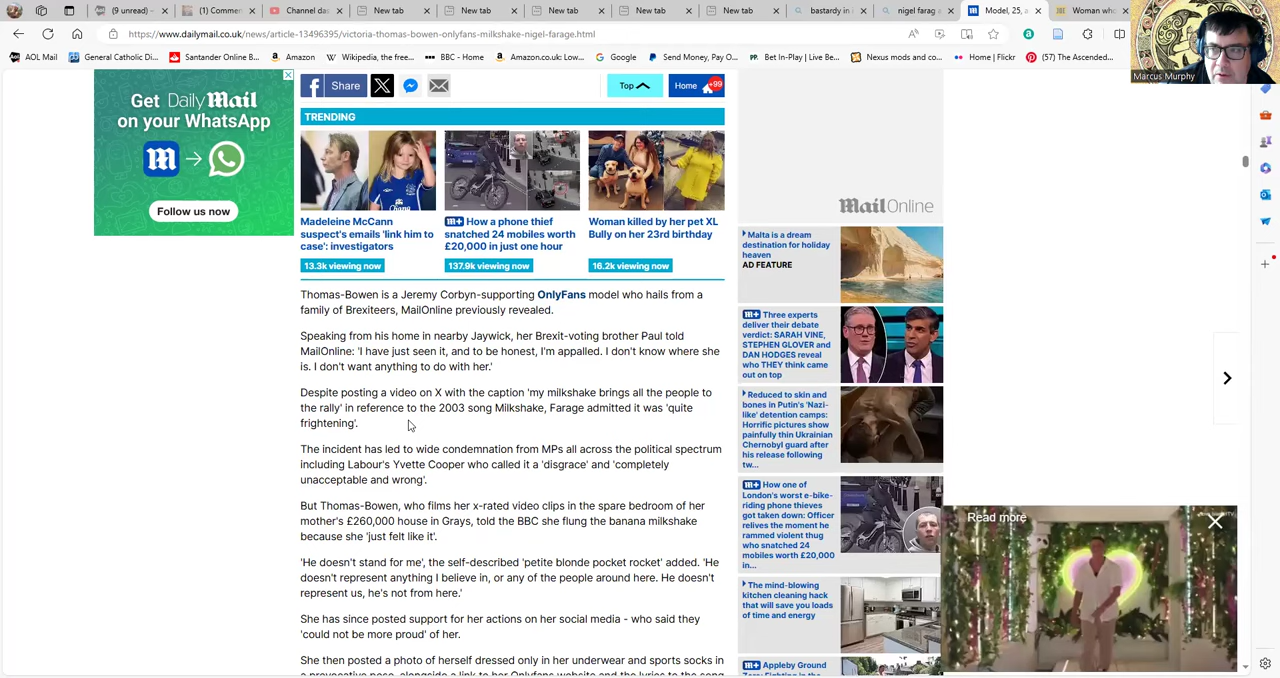 (9 unread) -
(1) Commen
Channel das
New tab
New tab
New tab
New tab
New tab
bastardy in i
nigel farag a
Model, 25, a
Woman who
https://www.dailymail.co.uk/news/article-13496395/victoria-thomas-bowen-onlyfans-milkshake-nigel-farage.html
AOL Mail
General Cathlic Di...
Santander Online B...
Amazon
Wikipedia, the free...
BBC - Home
Amazon.co.uk: Low...
Google
Send Money, Pay O...
Bet In-Play | Live Be...
Nexus mods and co...
Home | Flickr
(57) The Ascended...
Marcus Murphy
Get Daily Mail
on your WhatsApp
Follow us now
Share
Top
Home
+99
TRENDING
Madeleine McCann
suspect's emails 'link him to
case': investigators
13.3k viewing now
m+ How a phone thief
snatched 24 mobiles worth
£20,000 in just one hour
137.9k viewing now
Woman killed by her pet XL
Bully on her 23rd birthday
16.2k viewing now
Thomas-Bowen is a Jeremy Corbyn-supporting OnlyFans model who hails from a
family of Brexiteers, MailOnline previously revealed.
Speaking from his home in nearby Jaywick, her Brexit-voting brother Paul told
MailOnline: 'I have just seen it, and to be honest, I'm appalled. I don't know where she
is. I don't want anything to do with her.'
Despite posting a video on X with the caption 'my milkshake brings all the people to
the rally' in reference to the 2003 song Milkshake, Farage admitted it was 'quite
frightening'.
The incident has led to wide condemnation from MPs all across the political spectrum
including Labour's Yvette Cooper who called it a 'disgrace' and 'completely
unacceptable and wrong'.
But Thomas-Bowen, who films her x-rated video clips in the spare bedroom of her
mother's £260,000 house in Grays, told the BBC she flung the banana milkshake
because she 'just felt like it'.
'He doesn't stand for me', the self-described 'petite blonde pocket rocket' added. 'He
doesn't represent anything I believe in, or any of the people around here. He doesn't
represent us, he's not from here.'
She has since posted support for her actions on her social media - who said they
'could not be more proud' of her.
She then posted a photo of herself dressed only in her underwear and sports socks in
a provocative pose, alongside a link to her Onlyfans website and the lyrics to the song
MailOnline
Malta is a dream
destination for holiday
heaven
AD FEATURE
m+ Three experts
deliver their debate
verdict: SARAH VINE,
STEPHEN GLOVER and
DAN HODGES reveal
who THEY think came
out on top
Reduced to skin and
bones in Putin's 'Nazi-
like' detention camps:
Horrific pictures show
painfully thin Ukrainian
Chernobyl guard after
his release following
tw...
m+ How one of
London's worst e-bike-
riding phone thieves
got taken down: Officer
relives the moment he
rammed violent thug
who snatched 24
mobiles worth £20,000
in...
The mind-blowing
kitchen cleaning hack
that will save you loads
of time and energy
m+ Appleby Ground
Read more